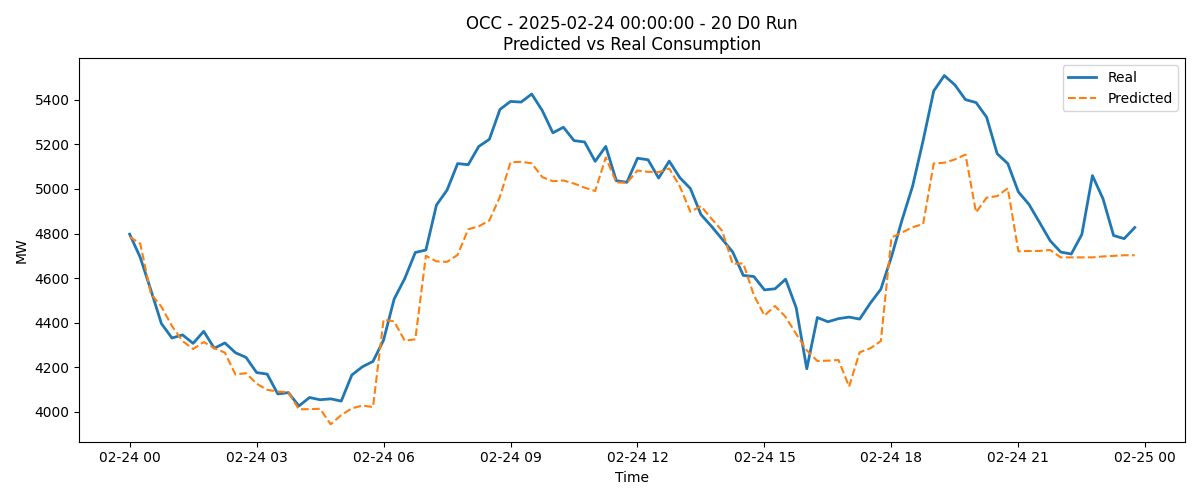 OCC - 2025-02-24 00:00:00 - 20 D0 Run
Predicted vs Real Consumption
Real
Predicted
MW
5400
5200
5000
4800
4600
4400
4200
4000
02-24 00
02-24 03
02-24 06
02-24 09
02-24 12
02-24 15
02-24 18
02-24 21
02-25 00
Time